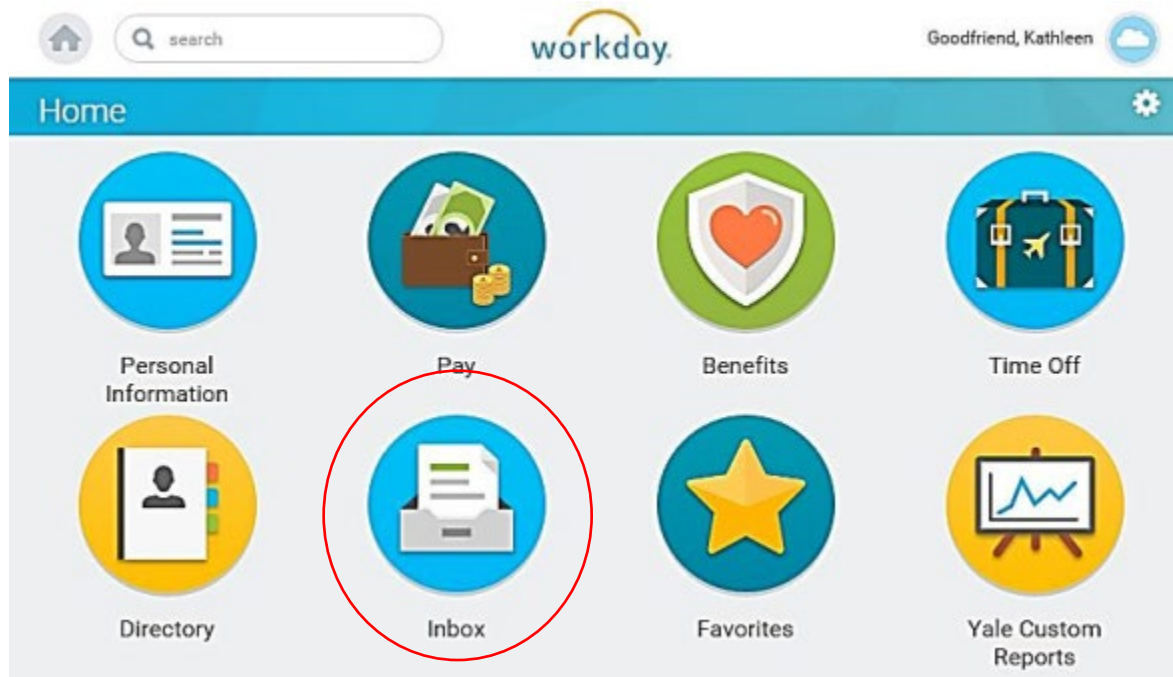 search
workday.
Goodfriend, Kathleen
Home
Personal
Information
Pay
Benefits
Time Off
Directory
Inbox
Favorites
Yale Custom
Reports